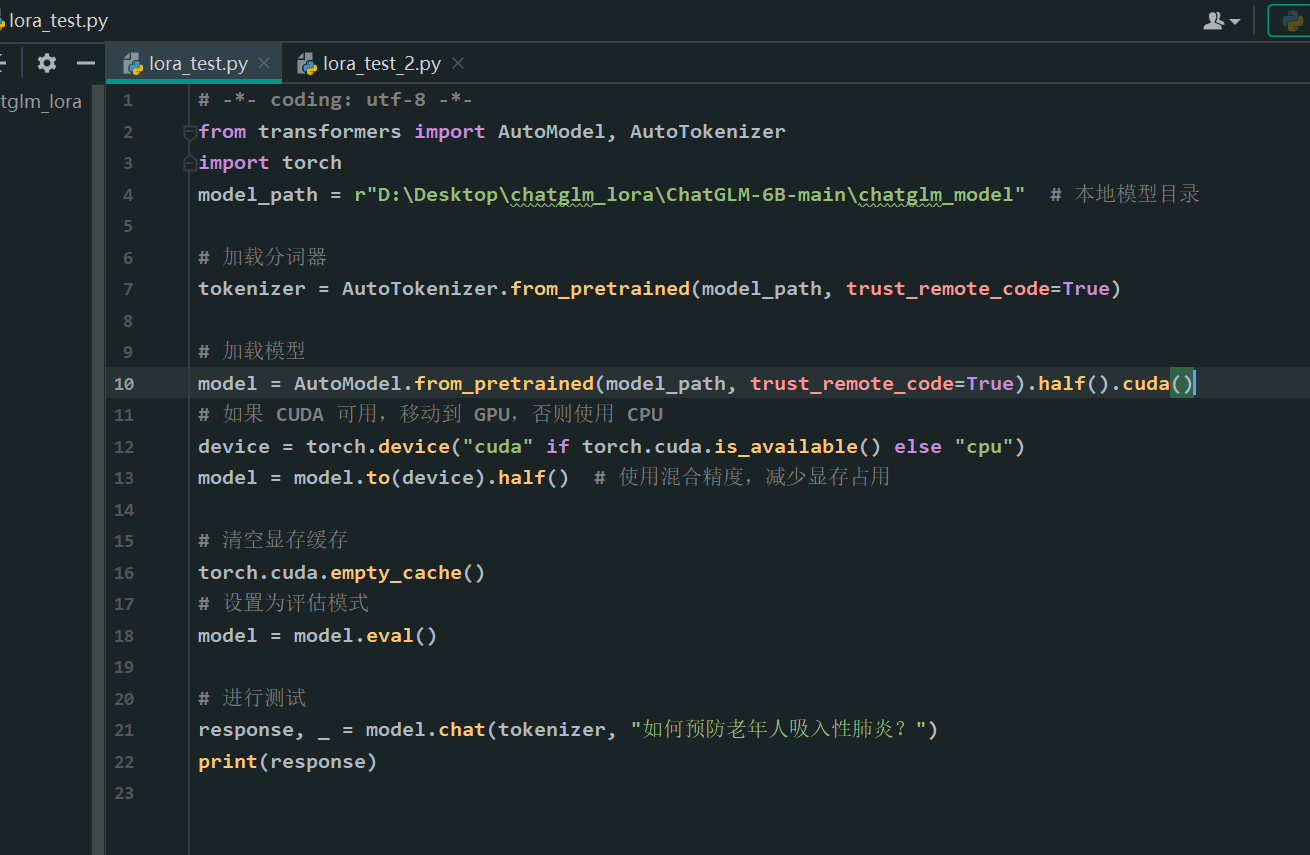 lora_test.py
lora_test.py
lora_test_2.py
tglm_lora
1 # -*- coding: utf-8 -*-
2 from transformers import AutoModel, AutoTokenizer
3 import torch
4 model_path = r"D:\Desktop\chatglm_lora\ChatGLM-6B-main\chatglm_model"  # 本地模型目录
5
6 # 加载分词器
7 tokenizer = AutoTokenizer.from_pretrained(model_path, trust_remote_code=True)
8
9 # 加载模型
10 model = AutoModel.from_pretrained(model_path, trust_remote_code=True).half().cuda()
11 # 如果 CUDA 可用，移动到 GPU，否则使用 CPU
12 device = torch.device("cuda" if torch.cuda.is_available() else "cpu")
13 model = model.to(device).half()  # 使用混合精度，减少显存占用
14
15 # 清空显存缓存
16 torch.cuda.empty_cache()
17 # 设置为评估模式
18 model = model.eval()
19
20 # 进行测试
21 response, _ = model.chat(tokenizer, "如何预防老年人吸入性肺炎？")
22 print(response)
23